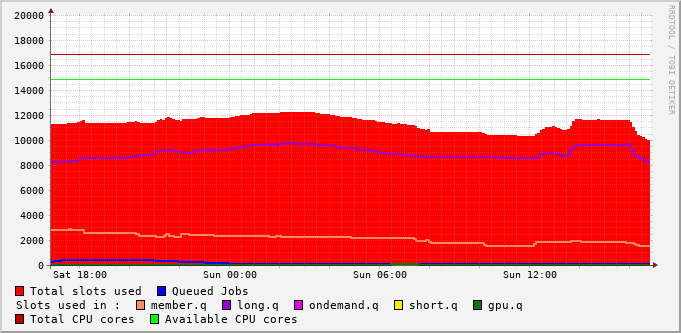 RRDTOOL / TOBI OETIKER
20000
18000
16000
14000
12000
10000
8000
6000
4000
2000
0
Sat 18:00 Sun 00:00 Sun 06:00 Sun 12:00
Total slots used Queued Jobs
Slots used in : member.q long.q ondemand.q short.q gpu.q
Total CPU cores Available CPU cores